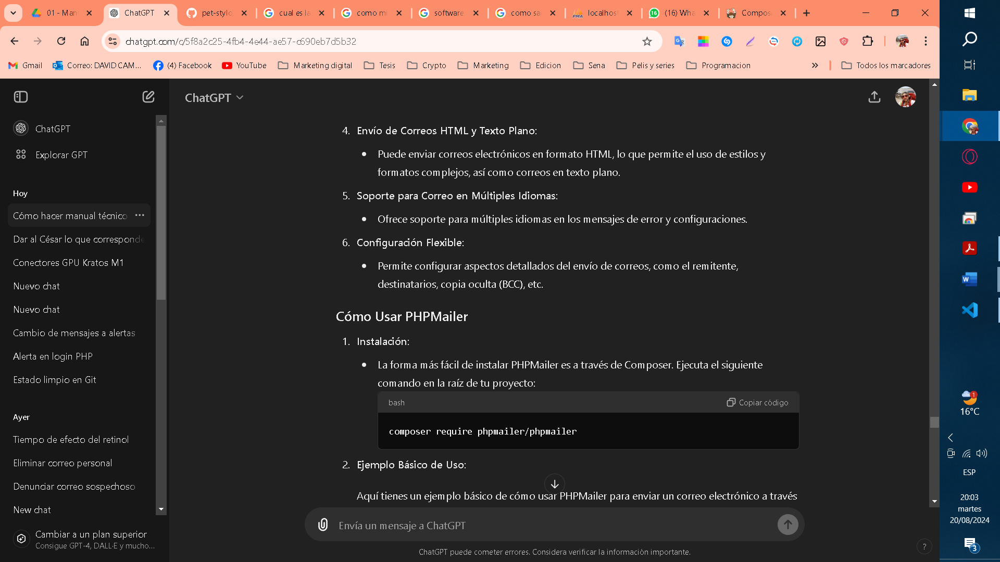 01 - Man
ChatGPT
pet-stylo
cual es la
como mi
software
como sa
localhost
(16) Wha
Compos
chatgpt.com/c/5f8a2c25-4fb4-4e44-ae57-c690eb7d5b32
Gmail
Correo: DAVID CAM...
(4) Facebook
YouTube
Marketing digital
Tesis
Crypto
Marketing
Edicion
Sena
Pelis y series
Programacion
Todos los marcadores
ChatGPT
Explorar GPT
Hoy
Cómo hacer manual técnico
Dar al César lo que corresponde
Conectores GPU Kratos M1
Nuevo chat
Nuevo chat
Cambio de mensajes a alertas
Alerta en login PHP
Estado limpio en Git
Ayer
Tiempo de efecto del retinol
Eliminar correo personal
Denunciar correo sospechoso
New chat
Cambiar a un plan superior
Consigue GPT-4, DALL·E y mucho...
ChatGPT
4. Envío de Correos HTML y Texto Plano:
Puede enviar correos electrónicos en formato HTML, lo que permite el uso de estilos y
formatos complejos, así como correos en texto plano.
5. Soporte para Correo en Múltiples Idiomas:
Ofrece soporte para múltiples idiomas en los mensajes de error y configuraciones.
6. Configuración Flexible:
Permite configurar aspectos detallados del envío de correos, como el remitente,
destinatarios, copia oculta (BCC), etc.
Cómo Usar PHPMailer
1. Instalación:
La forma más fácil de instalar PHPMailer es a través de Composer. Ejecuta el siguiente
comando en la raíz de tu proyecto:
bash
Copiar código
composer require phpmailer/phpmailer
2. Ejemplo Básico de Uso:
Aquí tienes un ejemplo básico de cómo usar PHPMailer para enviar un correo electrónico a través
Envía un mensaje a ChatGPT
ChatGPT puede cometer errores. Considera verificar la información importante.
?
1
16°C
ESP
20:03
martes
20/08/2024
3